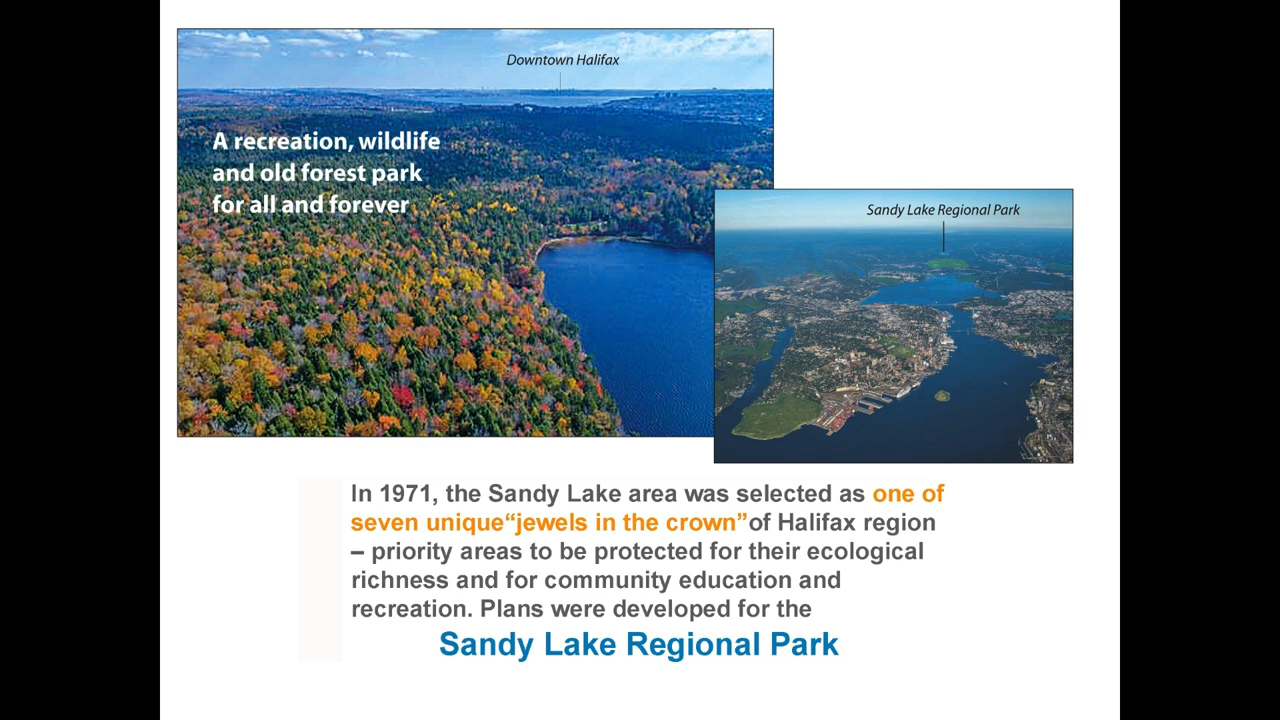 Downtown Halifax
A recreation, wildlife
and old forest park
for all and forever
Sandy Lake Regional Park
In 1971, the Sandy Lake area was selected as one of
seven unique“jewels in the crown”of Halifax region
– priority areas to be protected for their ecological
richness and for community education and
recreation. Plans were developed for the
Sandy Lake Regional Park